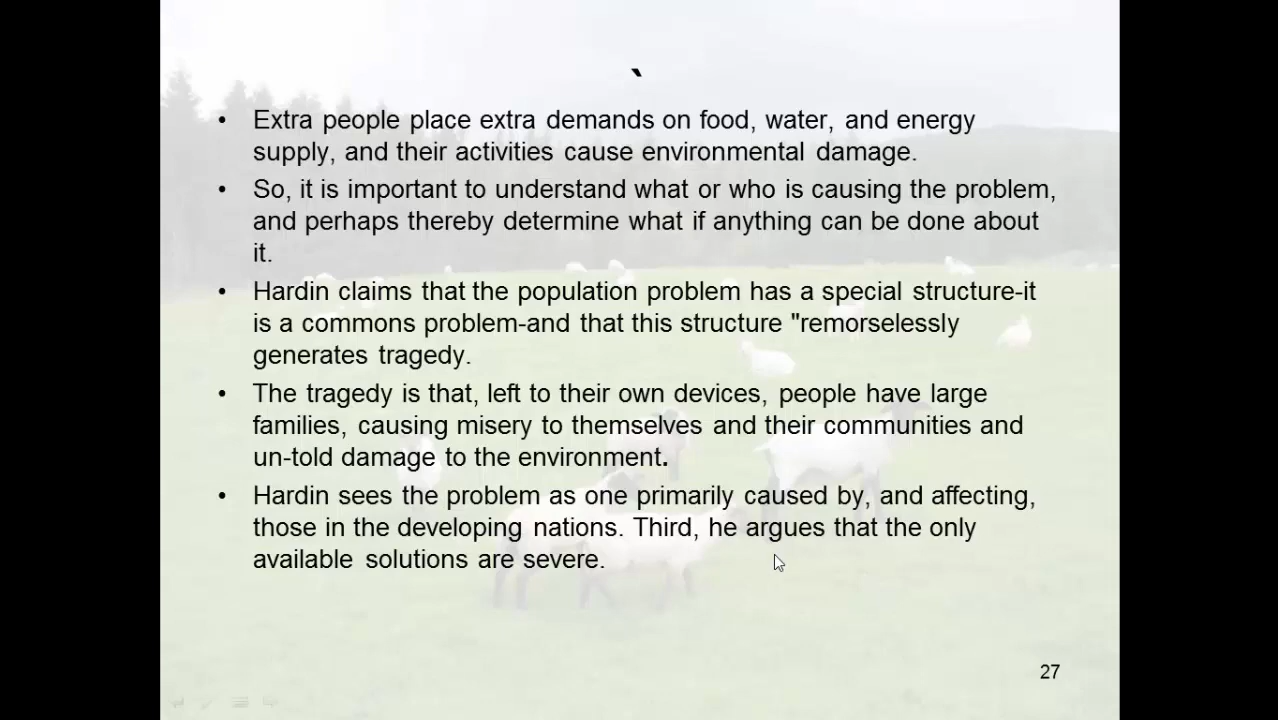 `
• Extra people place extra demands on food, water, and energy
supply, and their activities cause environmental damage.
• So, it is important to understand what or who is causing the problem,
and perhaps thereby determine what if anything can be done about
it.
• Hardin claims that the population problem has a special structure-it
is a commons problem-and that this structure "remorselessly
generates tragedy.
• The tragedy is that, left to their own devices, people have large
families, causing misery to themselves and their communities and
un-told damage to the environment.
• Hardin sees the problem as one primarily caused by, and affecting,
those in the developing nations. Third, he argues that the only
available solutions are severe.
27